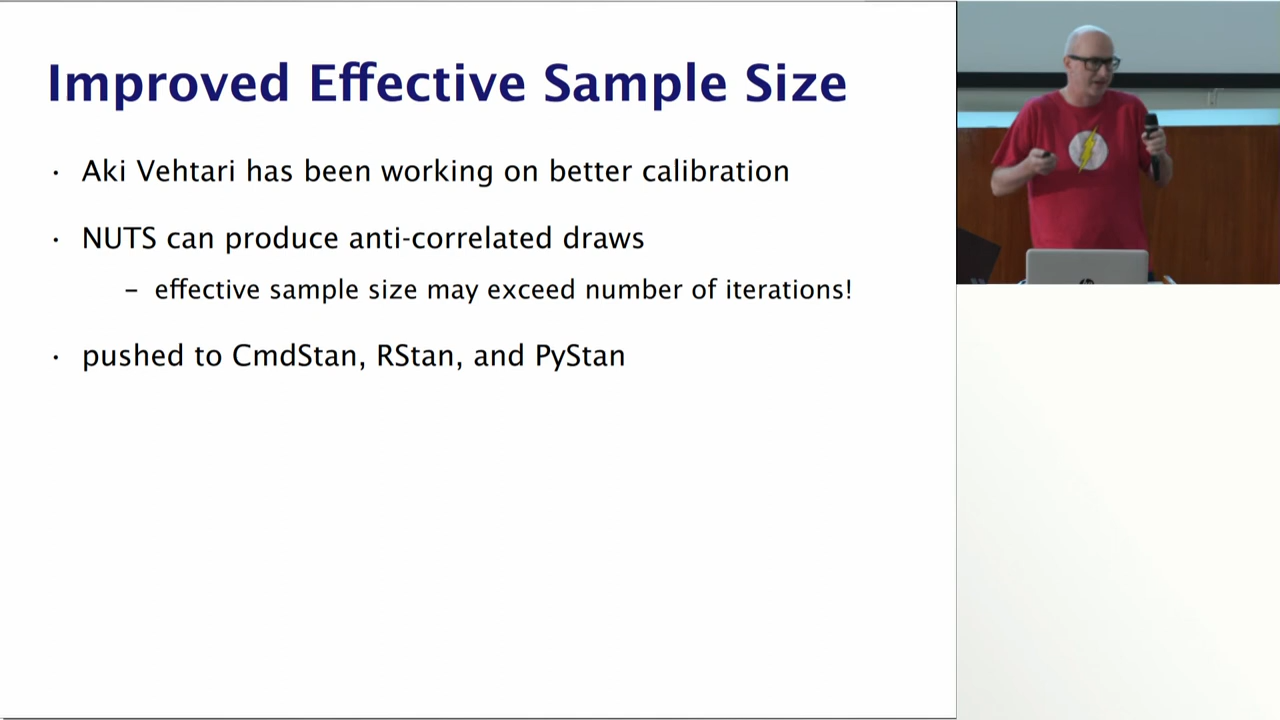 Improved Effective Sample Size
· Aki Vehtari has been working on better calibration
· NUTS can produce anti-correlated draws
– effective sample size may exceed number of iterations!
· pushed to CmdStan, RStan, and PyStan